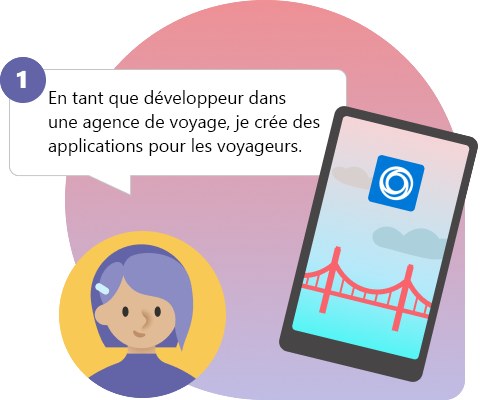 1
En tant que développeur dans
une agence de voyage, je crée des
applications pour les voyageurs.